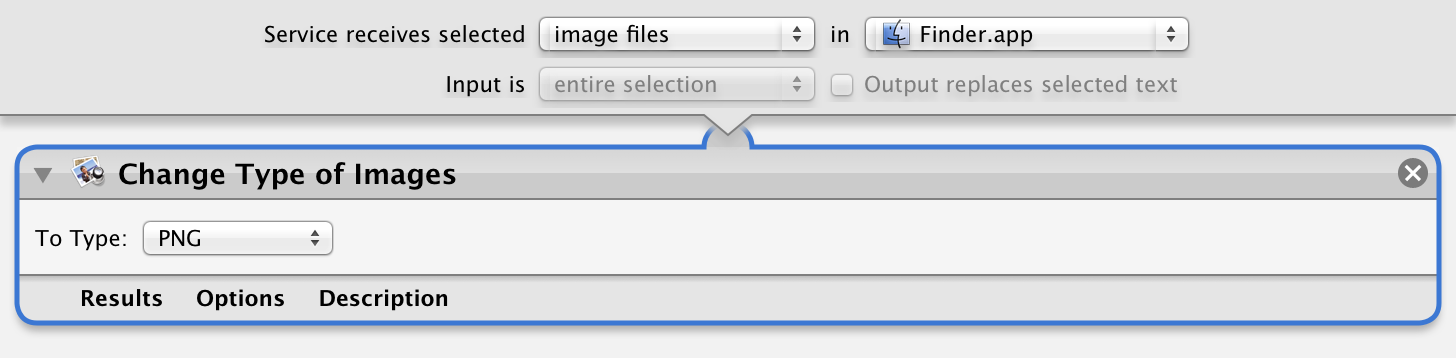 Service receives selected image files in Finder.app
Input is entire selection Output replaces selected text
Change Type of Images
To Type: PNG
Results Options Description